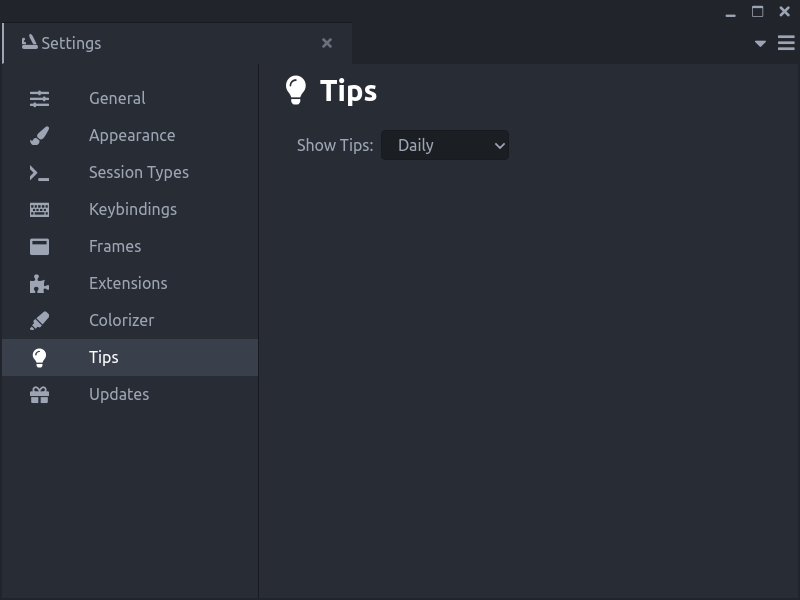 Settings
General
Appearance
Session Types
Keybindings
Frames
Extensions
Colorizer
Tips
Updates
Tips
Show Tips: Daily